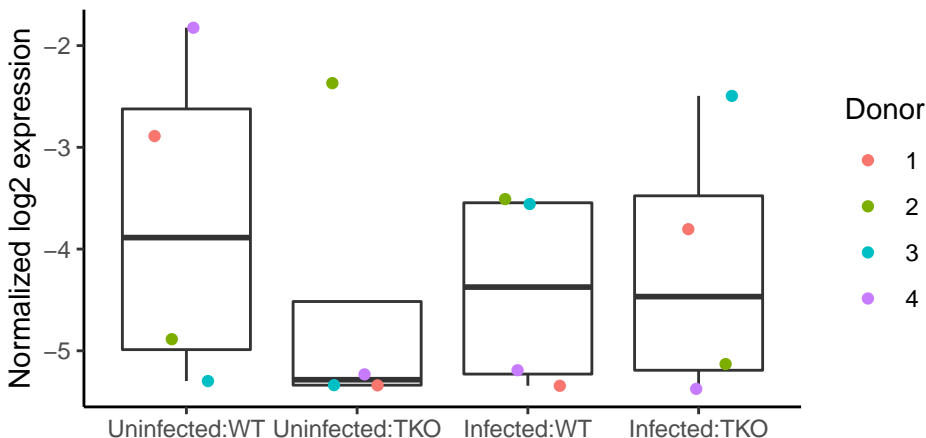 Normalized log2 expression
−2
−3
−4
−5
Uninfected:WT
Uninfected:TKO
Infected:WT
Infected:TKO
Donor
1
2
3
4